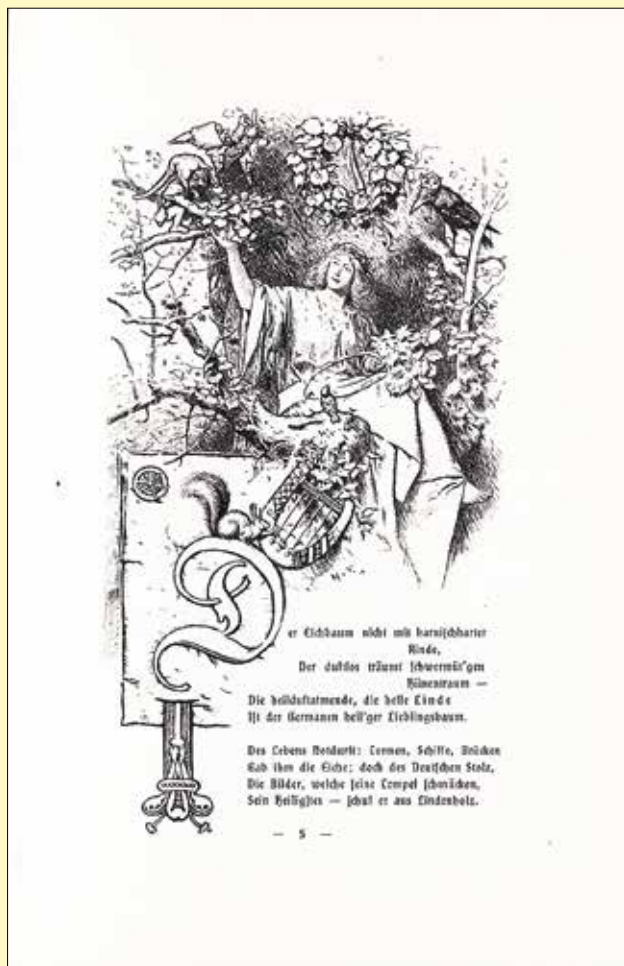 Der Eichbaum nicht mit harnischharter
Rinde,
Der duftlos träumt schwermüt'gen
Hünentraum —
Die heilduftatmende, die helle Linde
Ist der Germanen heil'ger Lieblingsbaum.
Des Lebens Notdurft: Tennen, Schiffe, Brücken
Gab ihm die Eiche; doch des Deutschen Stolz,
Die Bilder, welche seine Tempel schmücken,
Sein Heiligstes — schuf er aus Lindenholz.
— 5 —